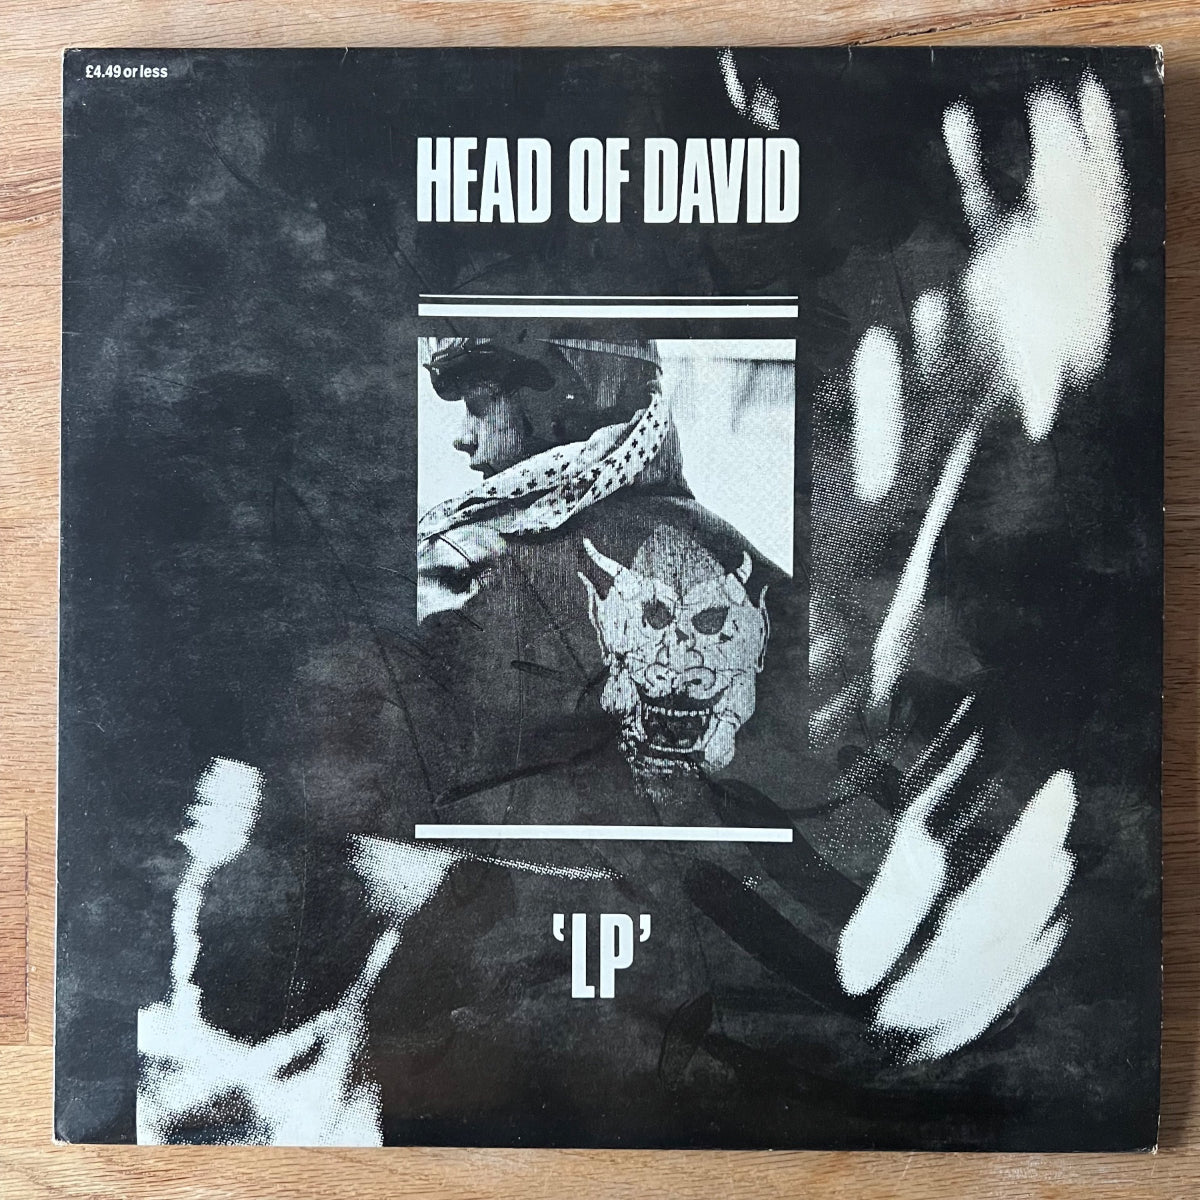 £4.49 or less
HEAD OF DAVID
‘LP’